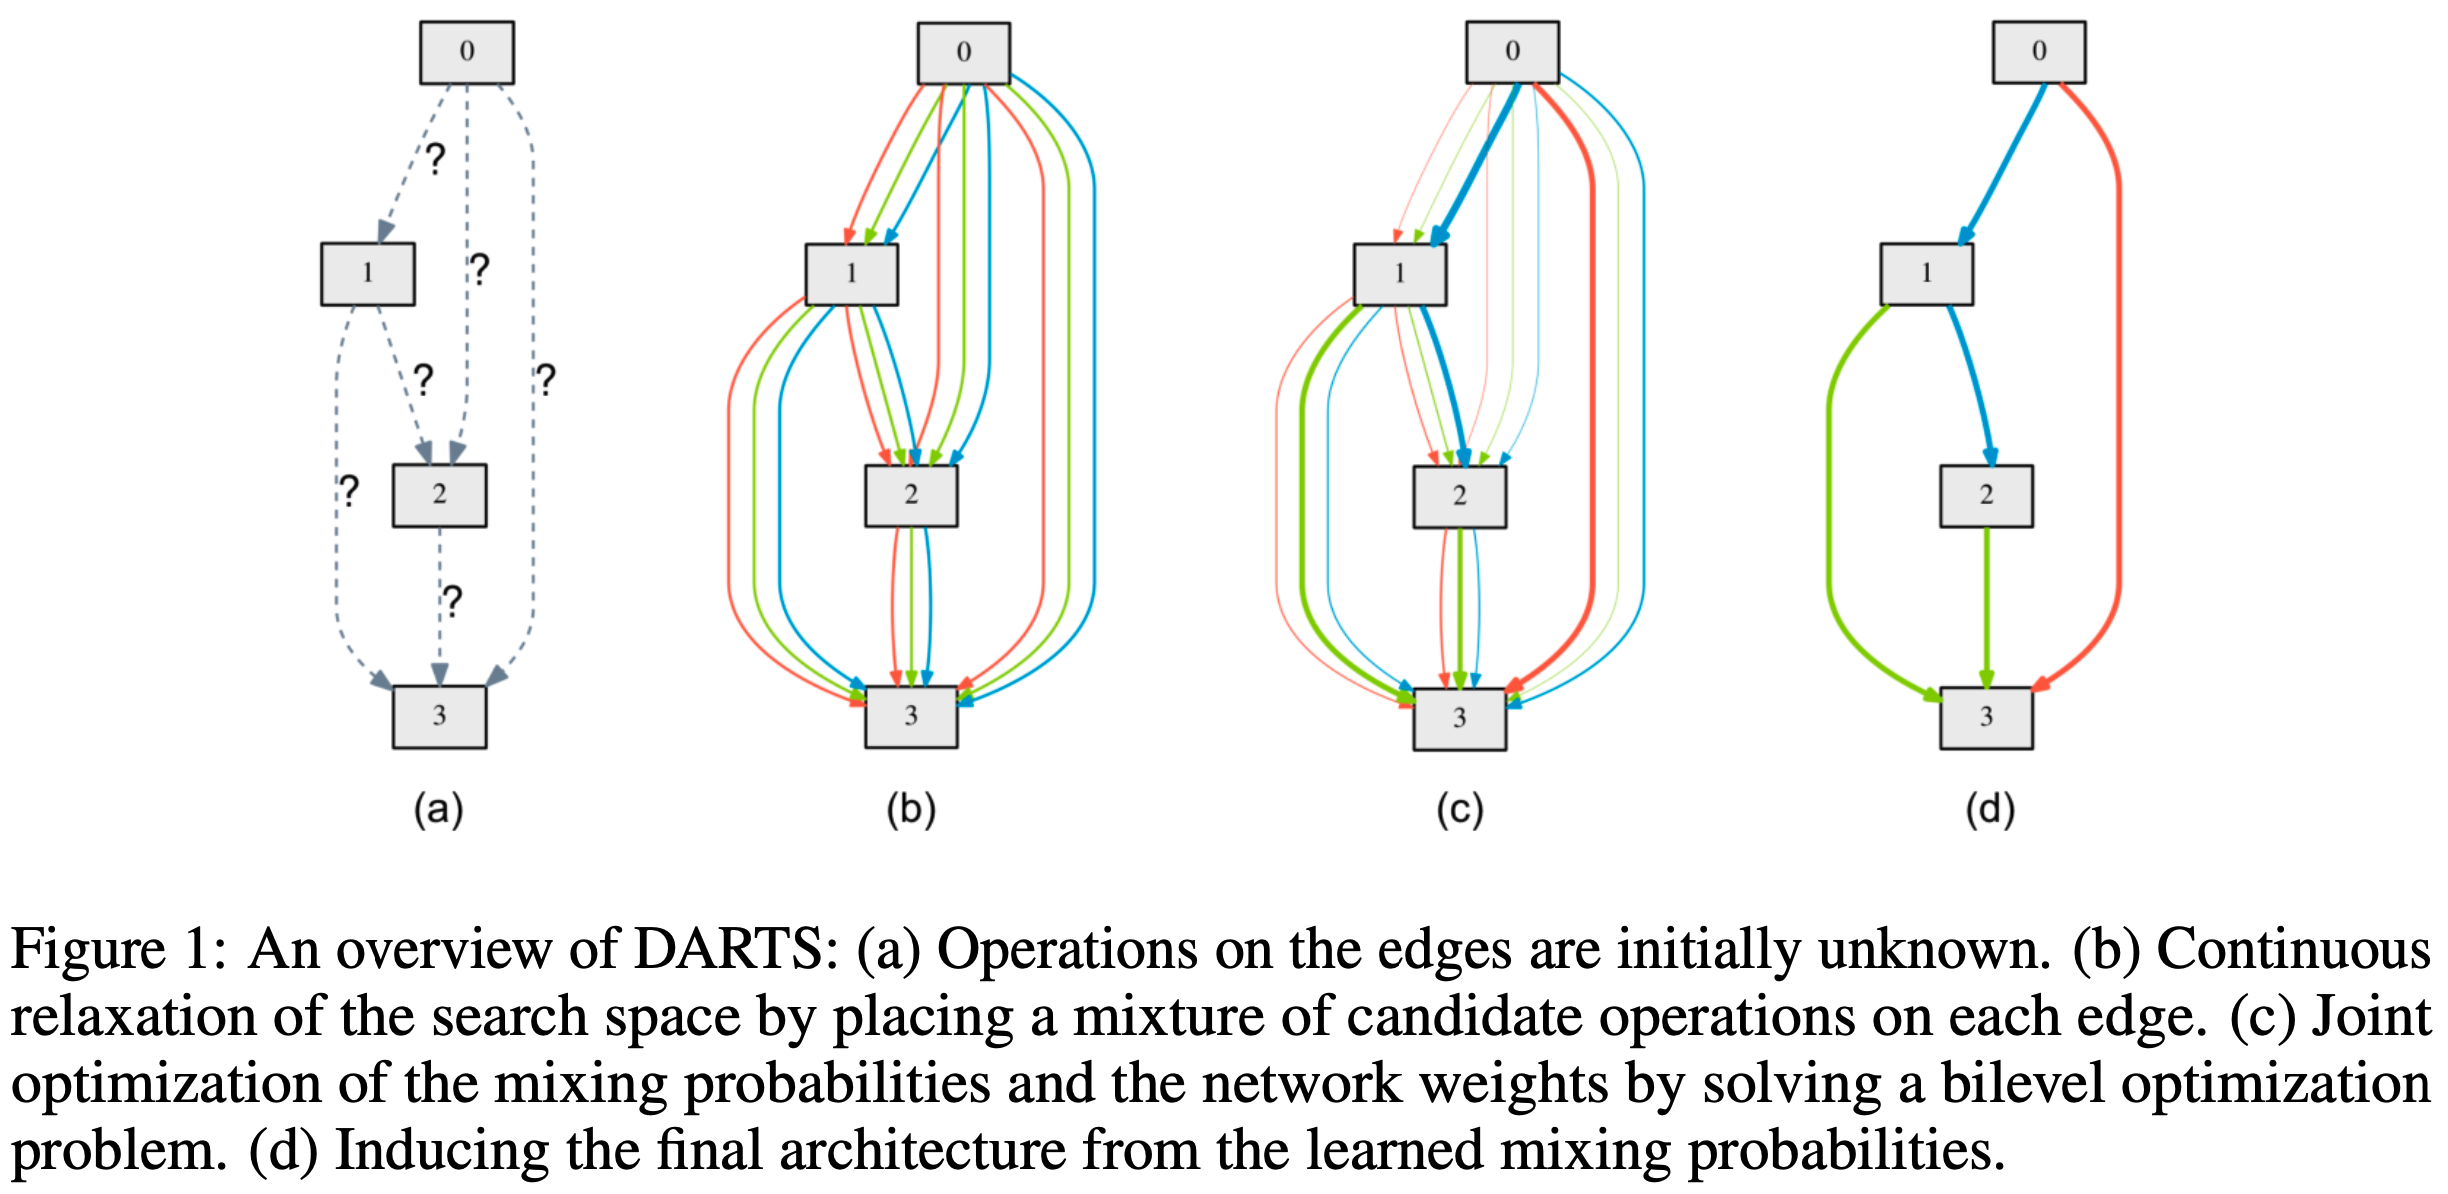 0
0
0
0
?
1
?
1
1
1
?
?
?
2
2
2
2
?
3
3
3
3
(a)
(b)
(c)
(d)
Figure 1: An overview of DARTS: (a) Operations on the edges are initially unknown. (b) Continuous
relaxation of the search space by placing a mixture of candidate operations on each edge. (c) Joint
optimization of the mixing probabilities and the network weights by solving a bilevel optimization
problem. (d) Inducing the final architecture from the learned mixing probabilities.